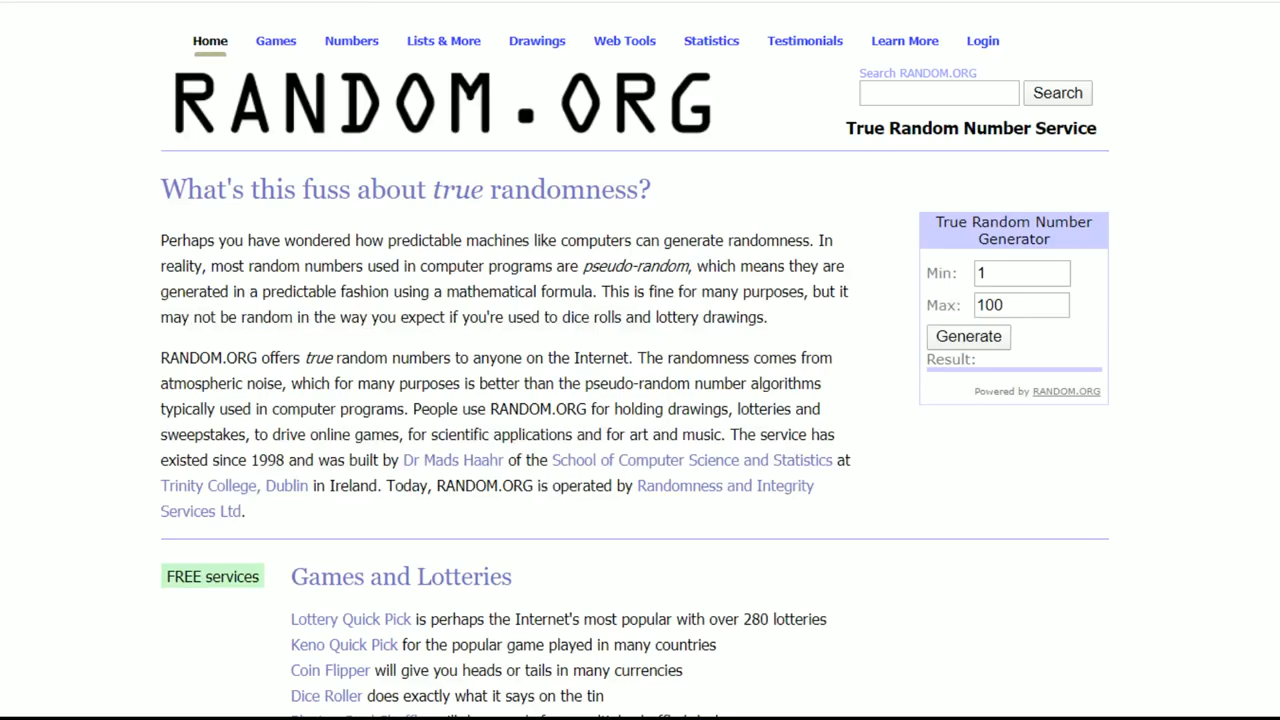 Home Games Numbers Lists & More Drawings Web Tools Statistics Testimonials Learn More Login
RANDOM.ORG
Search RANDOM.ORG
Search
True Random Number Service
What's this fuss about true randomness?
Perhaps you have wondered how predictable machines like computers can generate randomness. In
reality, most random numbers used in computer programs are pseudo-random, which means they are
generated in a predictable fashion using a mathematical formula. This is fine for many purposes, but it
may not be random in the way you expect if you're used to dice rolls and lottery drawings.
RANDOM.ORG offers true random numbers to anyone on the Internet. The randomness comes from
atmospheric noise, which for many purposes is better than the pseudo-random number algorithms
typically used in computer programs. People use RANDOM.ORG for holding drawings, lotteries and
sweepstakes, to drive online games, for scientific applications and for art and music. The service has
existed since 1998 and was built by Dr Mads Haahr of the School of Computer Science and Statistics at
Trinity College, Dublin in Ireland. Today, RANDOM.ORG is operated by Randomness and Integrity
Services Ltd.
True Random Number
Generator
Min: 1
Max: 100
Generate
Result:
Powered by RANDOM.ORG
FREE services
Games and Lotteries
Lottery Quick Pick is perhaps the Internet's most popular with over 280 lotteries
Keno Quick Pick for the popular game played in many countries
Coin Flipper will give you heads or tails in many currencies
Dice Roller does exactly what it says on the tin